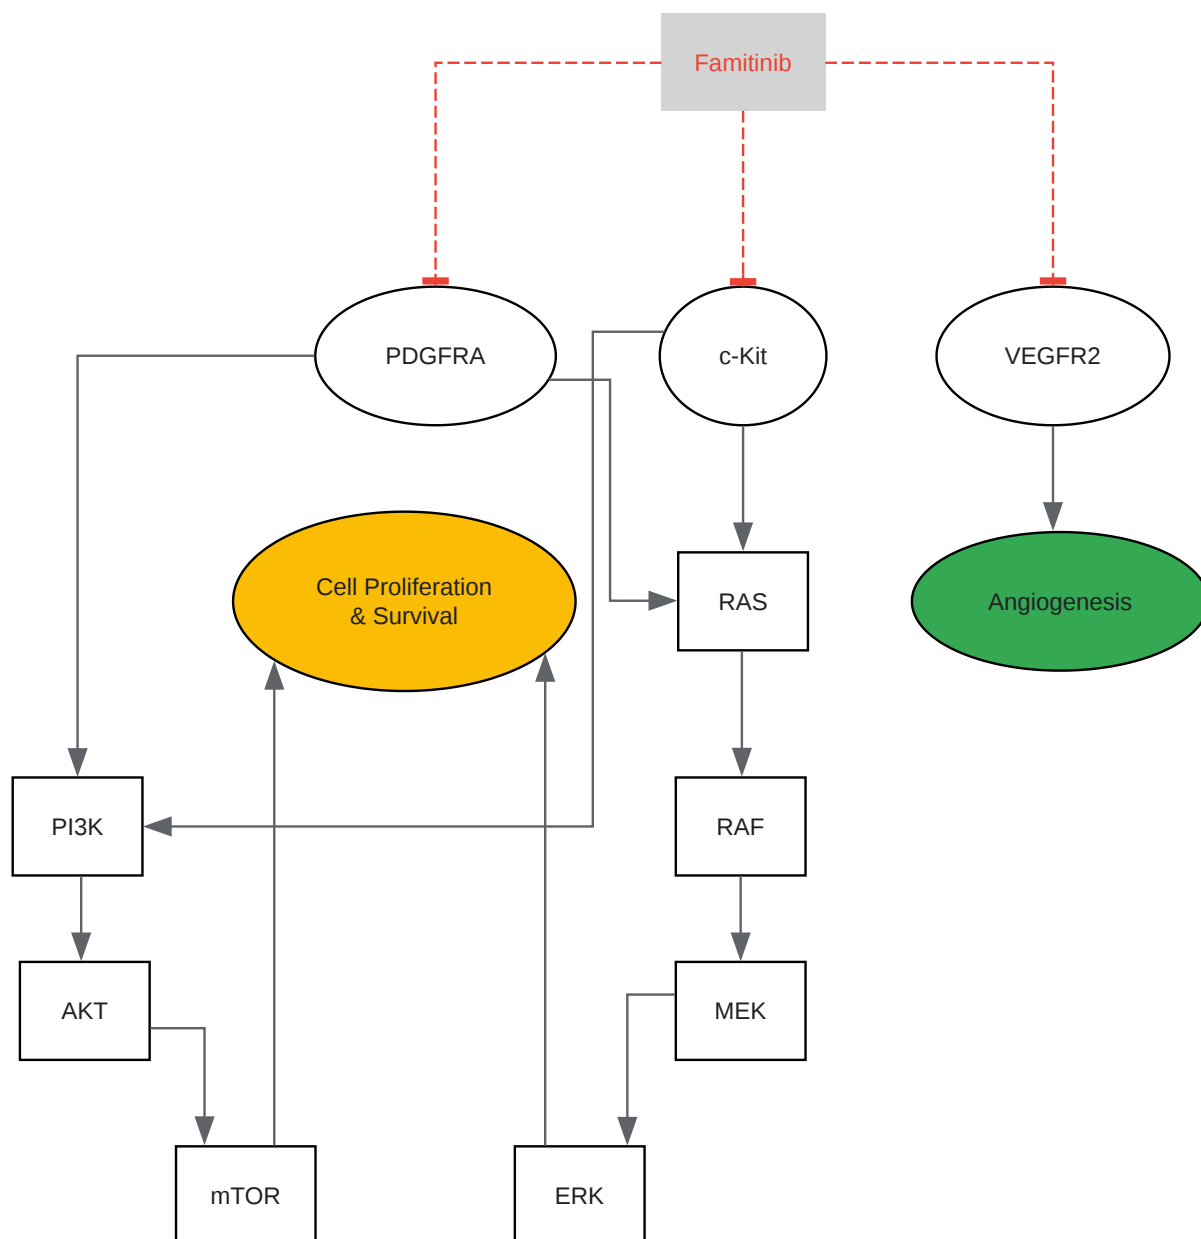 Famitinib
PDGFRA
c-Kit
VEGFR2
Cell Proliferation
& Survival
RAS
Angiogenesis
PI3K
RAF
AKT
MEK
mTOR
ERK